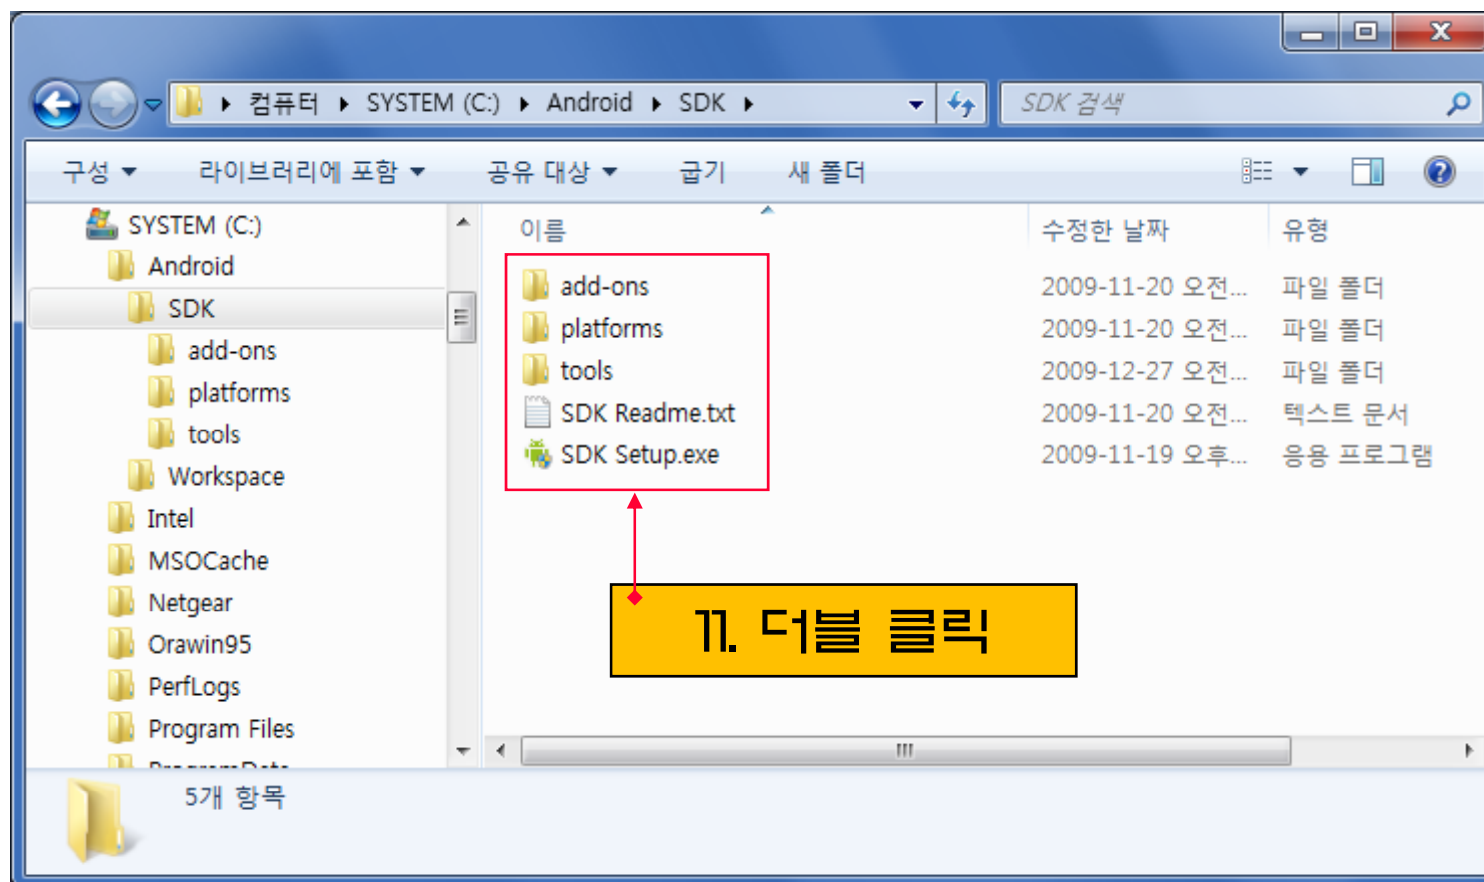 컴퓨터 SYSTEM (C:) Android SDK SDK 검색
구성 라이브러리에 포함 공유 대상 굽기 새 폴더
SYSTEM (C:)
Android
SDK
add-ons
platforms
tools
Workspace
Intel
MSOCache
Netgear
Orawin95
PerfLogs
Program Files
이름 수정한 날짜 유형
add-ons 2009-11-20 오전... 파일 폴더
platforms 2009-11-20 오전... 파일 폴더
tools 2009-12-27 오전... 파일 폴더
SDK Readme.txt 2009-11-20 오전... 텍스트 문서
SDK Setup.exe 2009-11-19 오후... 응용 프로그램
11. 더블 클릭
5개 항목